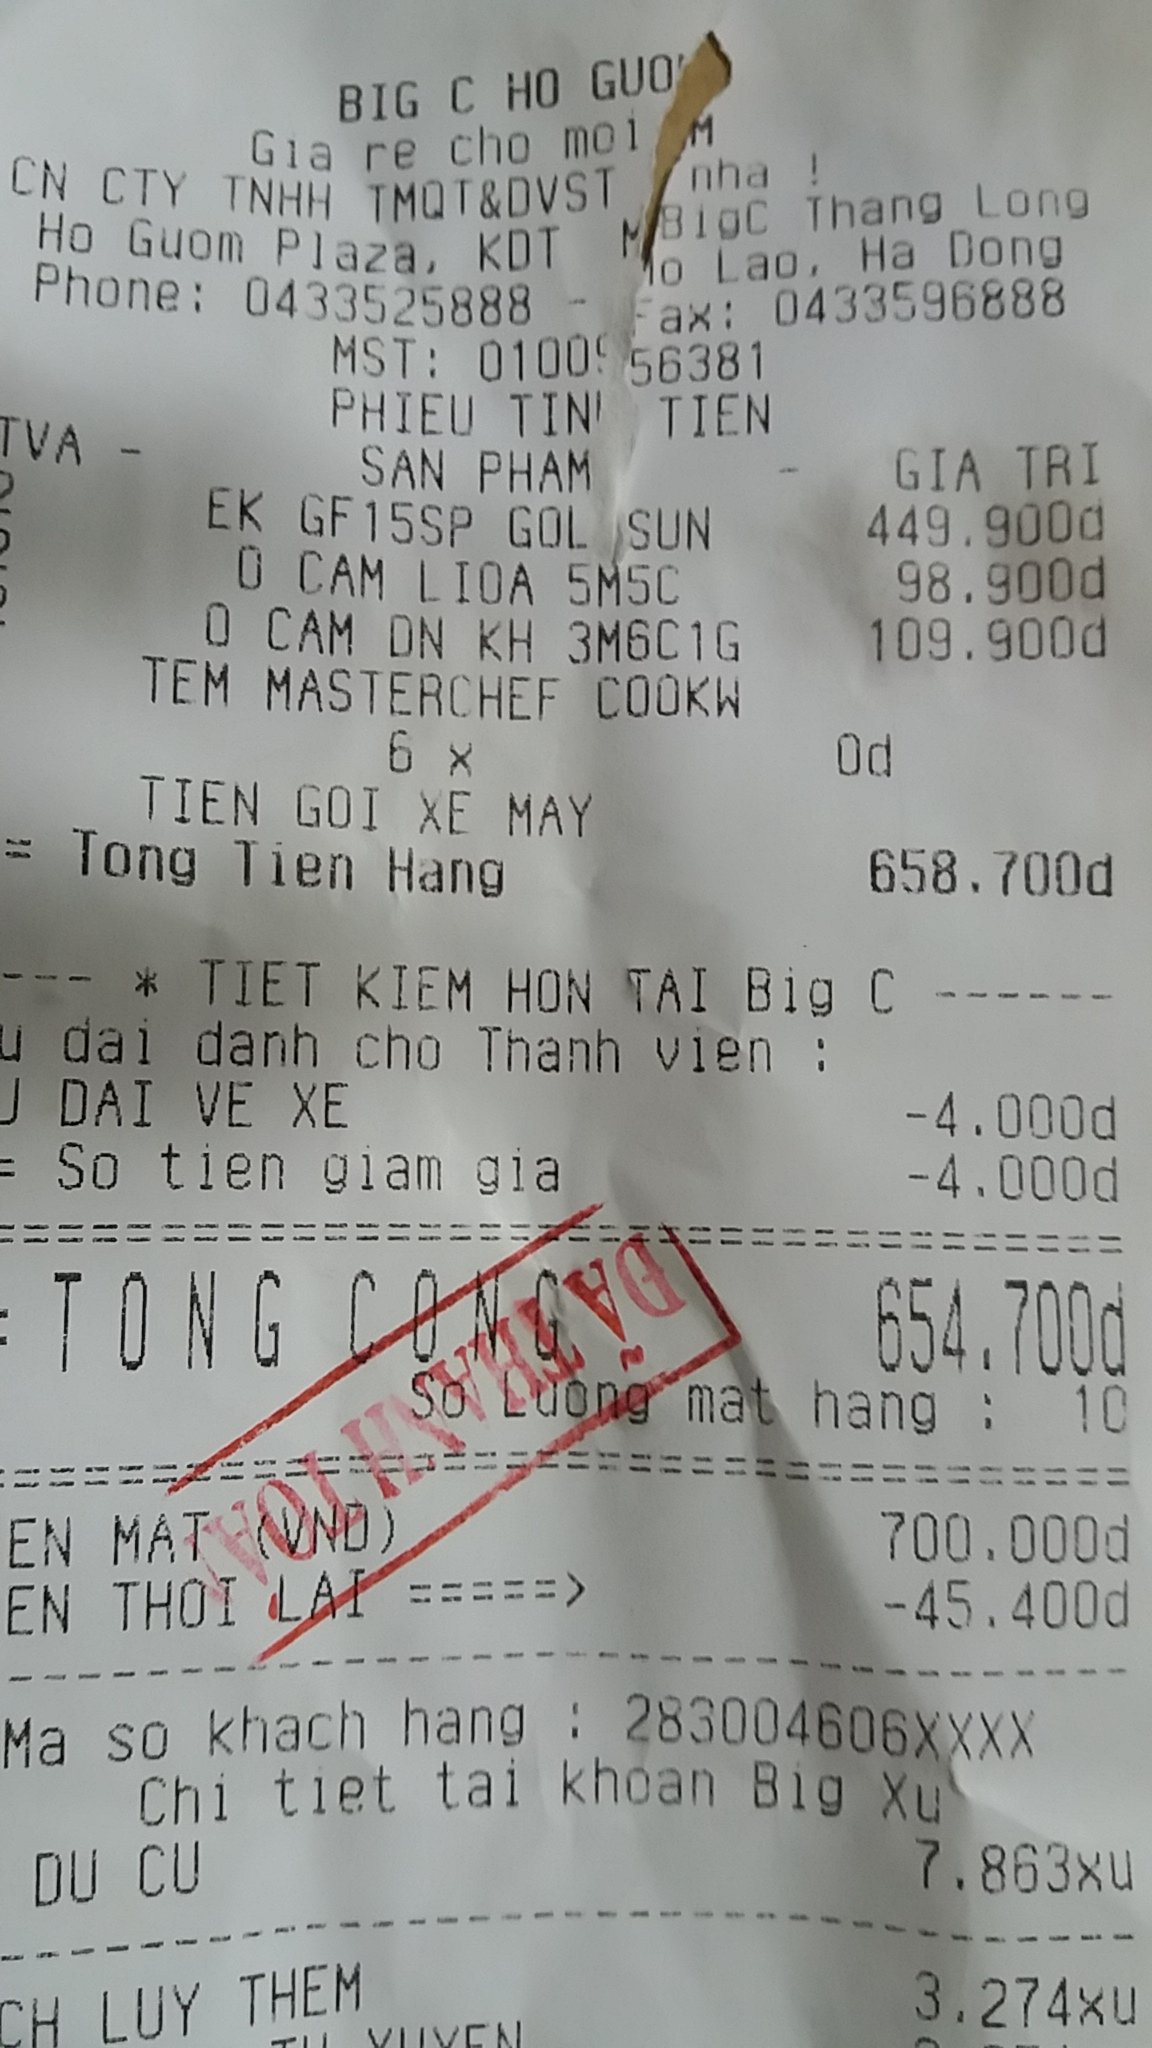 BIG C HO
Gia re cho moi nha !
CN CTY TNHH TMQT&DVST BigC Thang Long
Ho Guom Plaza, KDT Mo Lao, Ha Dong
Phone: 0433525888 - Fax: 0433596888
MST:
PHIEU TINH TIEN
TVA - SAN PHAM - GIA TRI
EK GF15SP SUN 449.900d
O CAM LIOA 5M5C 98.900d
O CAM DN KH 3M6C1G 109.900d
TEM MASTERCHEF COOKW
6 x 0d
TIEN GOI XE MAY
= Tong Tien Hang 658.700d
--- * TIET KIEM HON TAI Big C ------
dai danh cho Thanh vien :
DAI VE XE -4.000d
= So tien giam gia -4.000d
= TONG CONG 654.700d
ĐÃ THANH TOÁN
So Luong mat hang : 10
EN MAT (VND) 700.000d
EN THOI LAI =====> -45.400d
Ma so khach hang : 283004606XXXX
Chi tiet tai khoan Big Xu
DU CU 7.863xu
CH LUY THEM 3.274xu